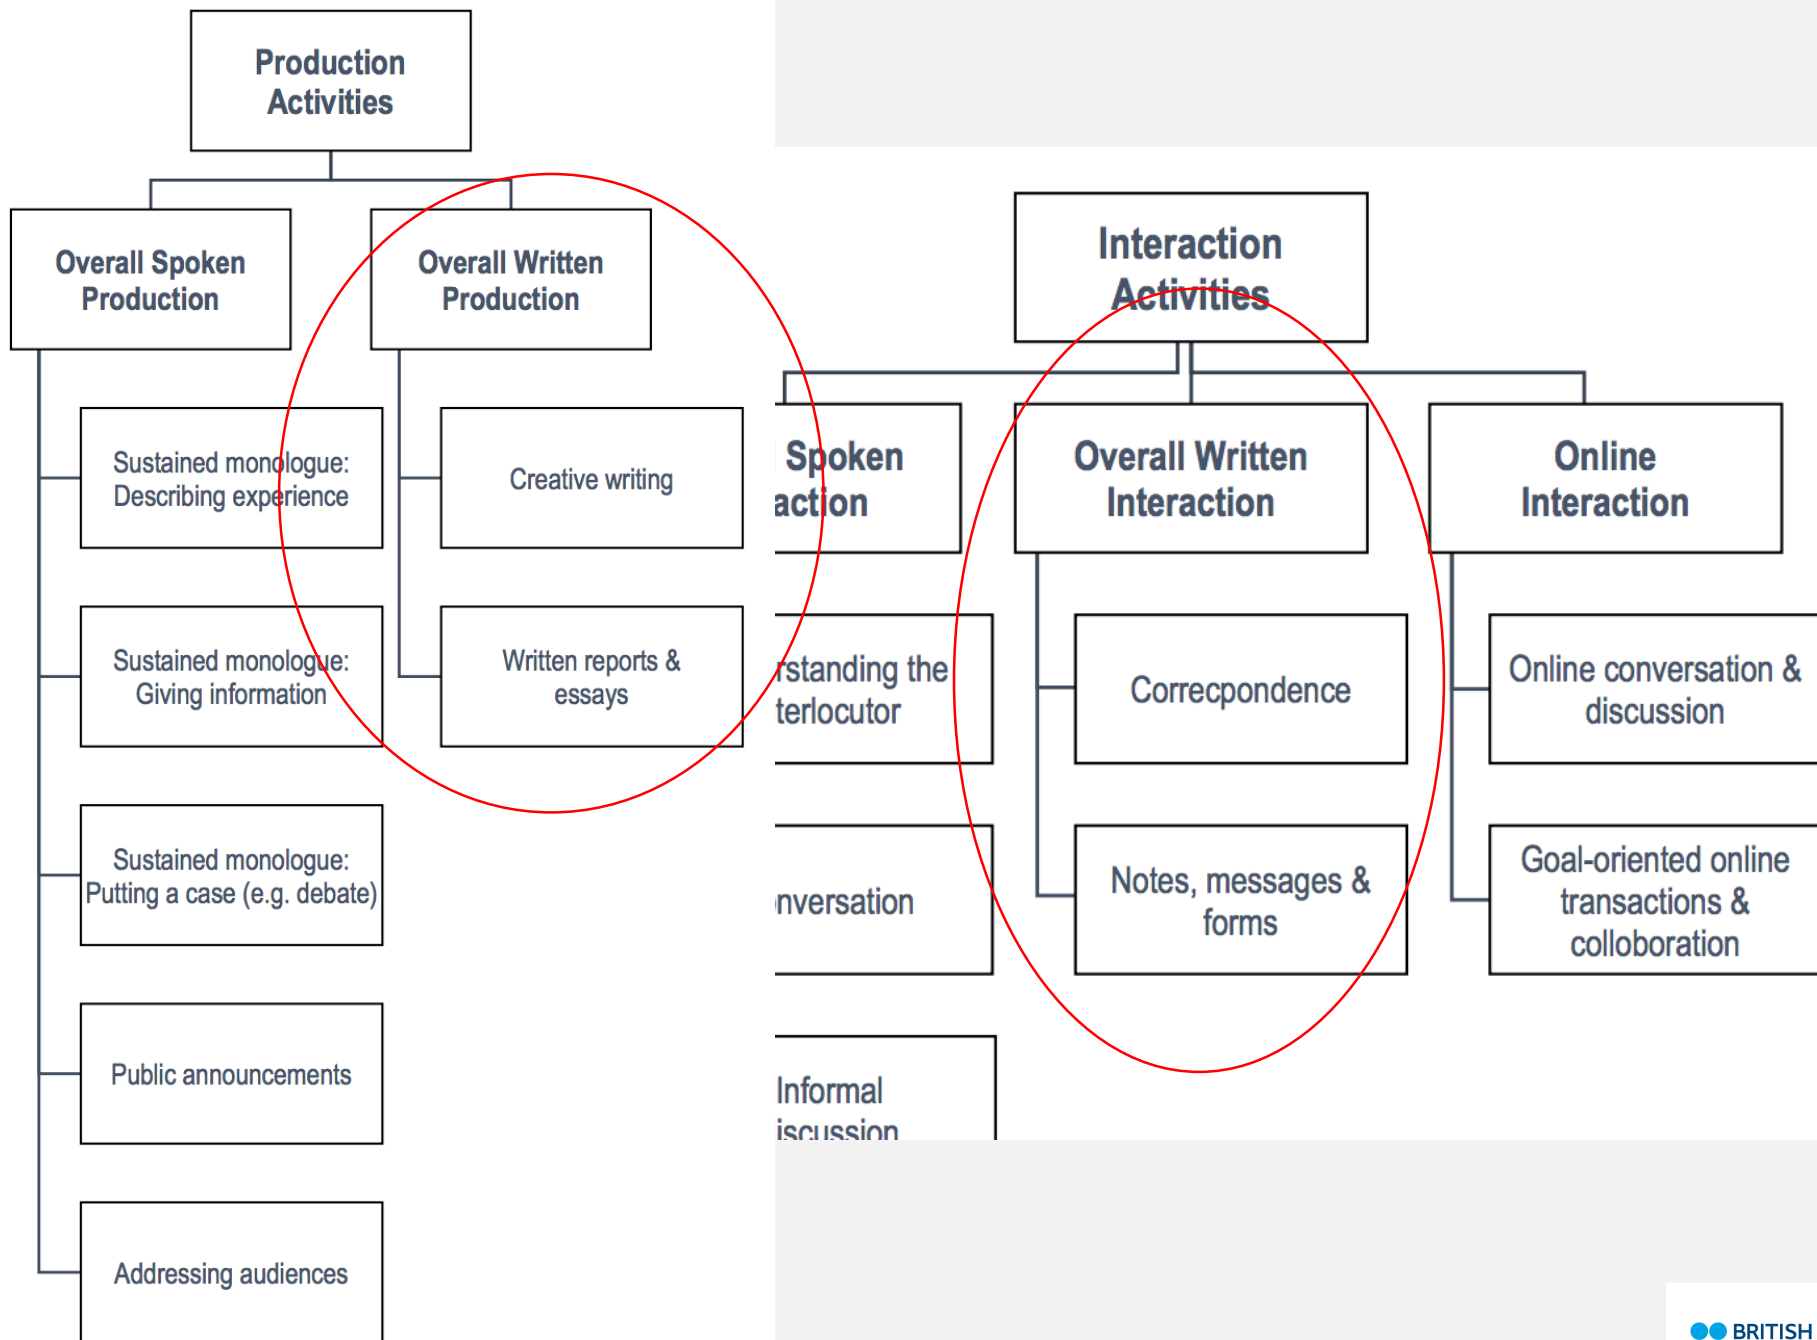 Production
Activities
Overall Spoken
Production
Overall Written
Production
Sustained monologue:
Describing experience
Creative writing
Sustained monologue:
Giving information
Written reports &
essays
Sustained monologue:
Putting a case (e.g. debate)
Public announcements
Addressing audiences
Interaction
Activities
Spoken
action
Overall Written
Interaction
Online
Interaction
rstanding the
terlocutor
Correcpondence
Online conversation &
discussion
nversation
Notes, messages &
forms
Goal-oriented online
transactions &
colloboration
Informal
iscussion
BRITISH